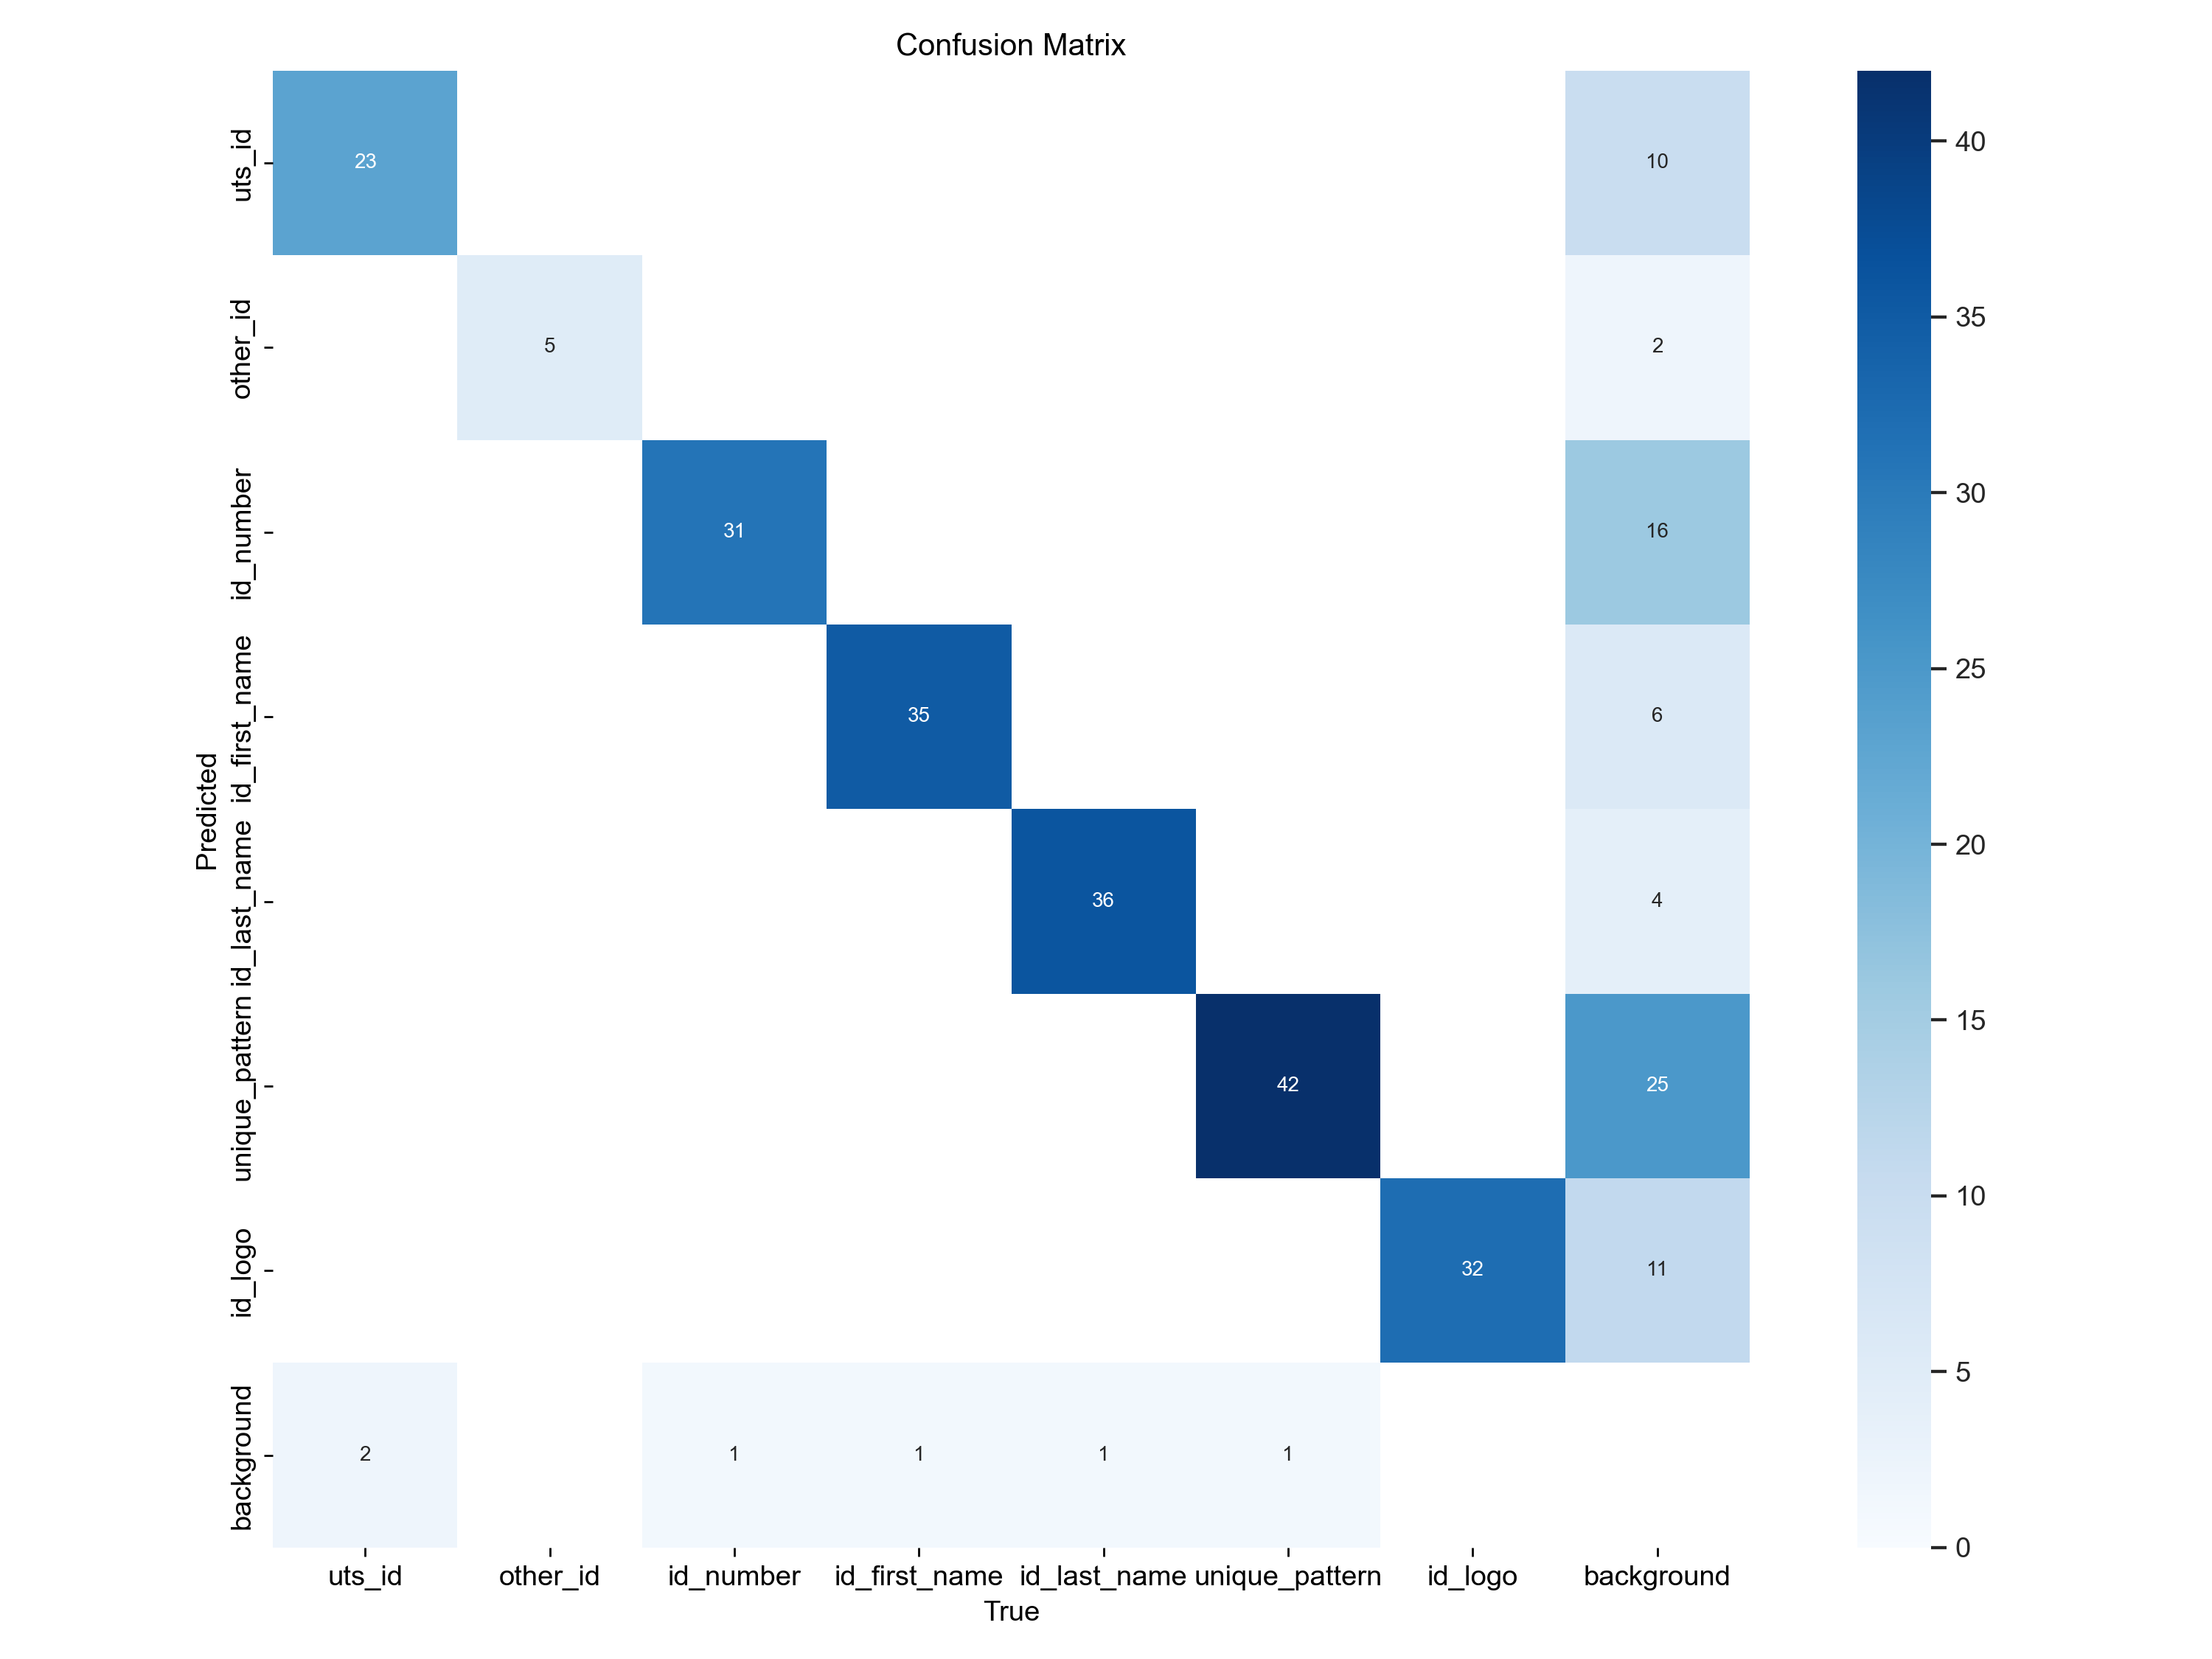 Confusion Matrix
uts_id
23
10
40
other_id
5
2
35
id_number
31
16
30
id_first_name
35
6
25
Predicted
id_last_name
36
4
20
unique_pattern
42
25
15
id_logo
32
11
10
background
2
1
1
1
1
5
0
uts_id other_id id_number id_first_name id_last_name unique_pattern id_logo background
True